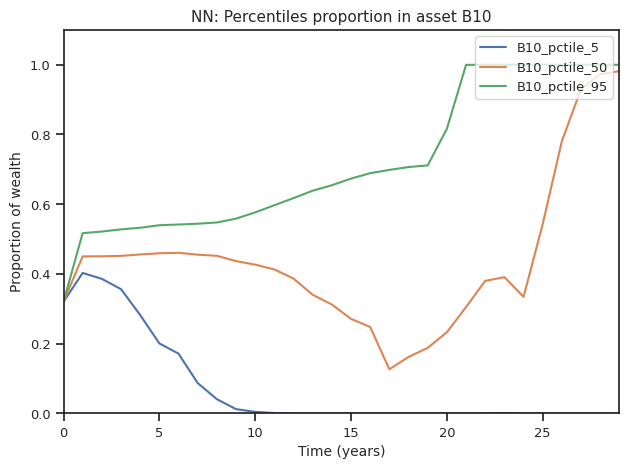 NN: Percentiles proportion in asset B10
B10_pctile_5
B10_pctile_50
B10_pctile_95
Proportion of wealth
1.0
0.8
0.6
0.4
0.2
0.0
0 5 10 15 20 25
Time (years)